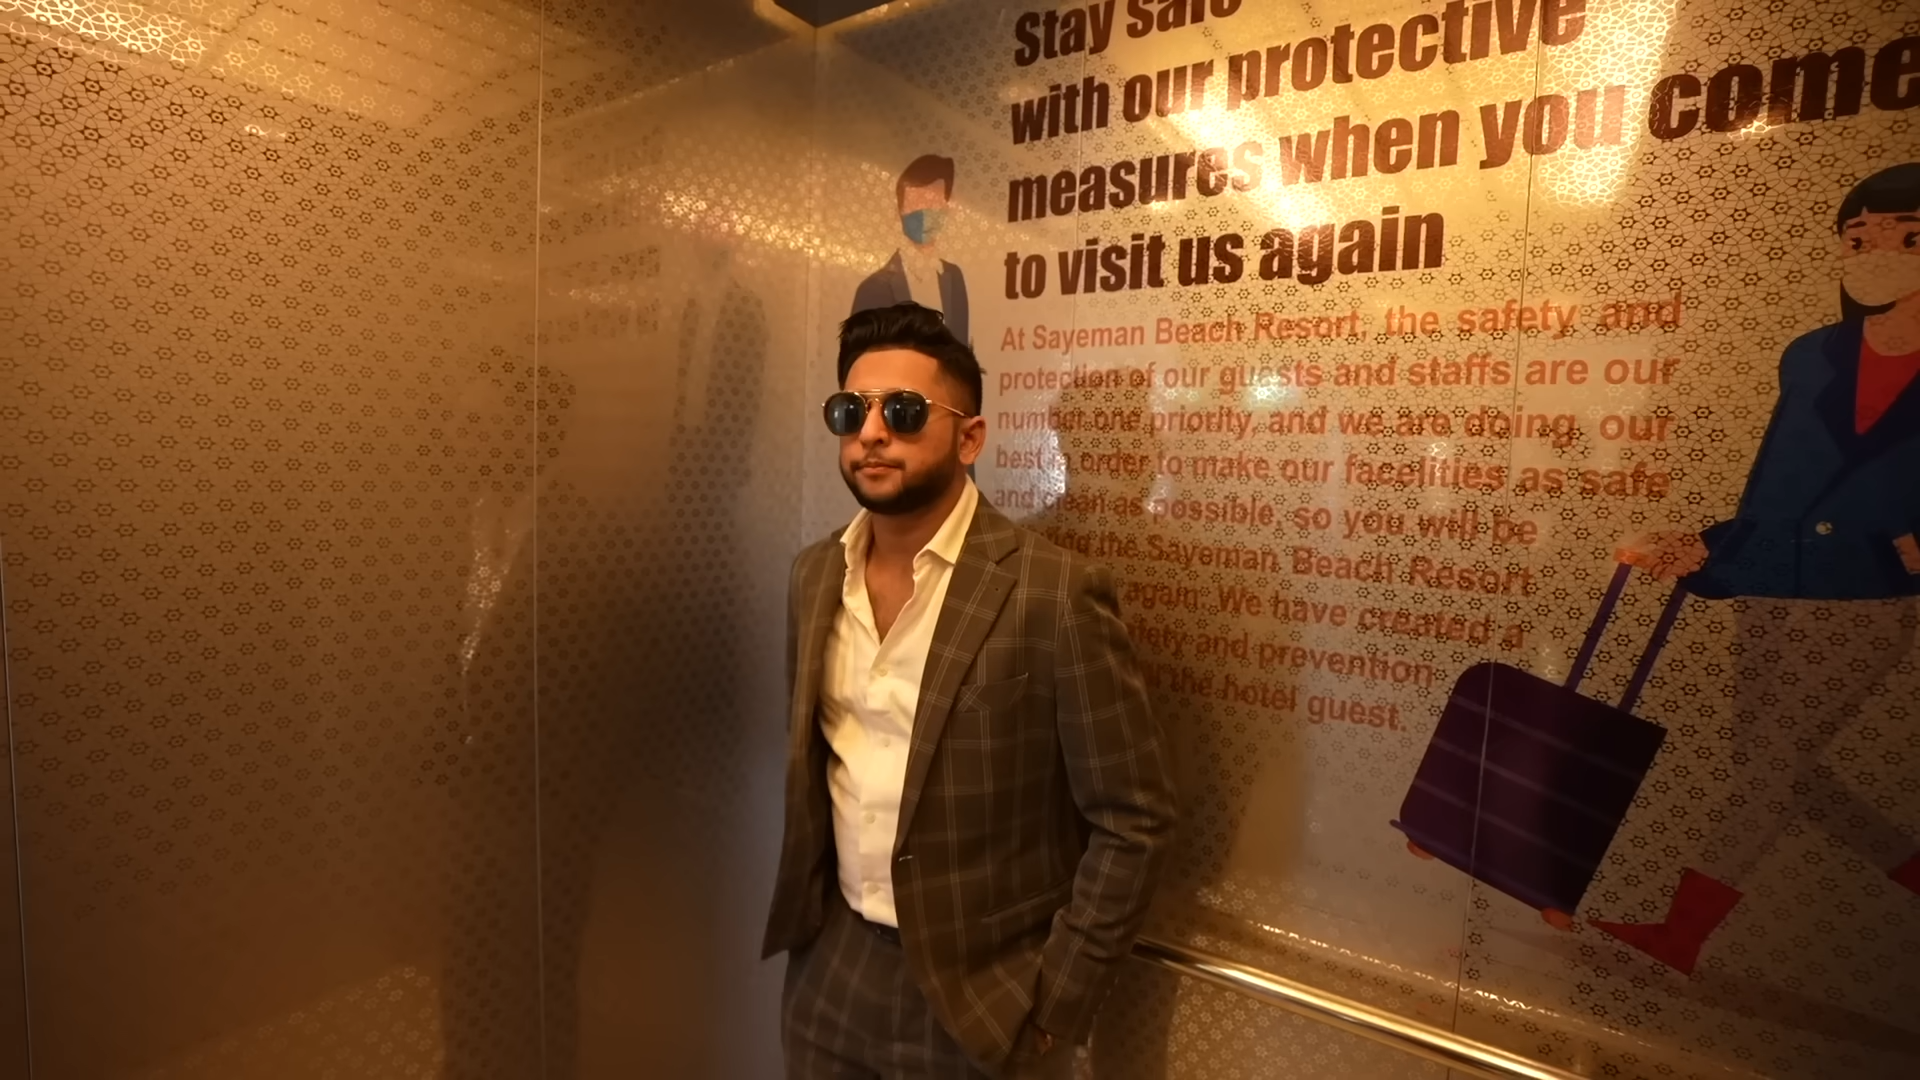 Stay safe
with our protective
measures when you come
to visit us again
At Sayeman Beach Resort, the safety and
protection of our guests and staffs are our
number one priority, and we are doing our
best in order to make our facelities as safe
and clean as possible, so you will be
the Sayeman Beach Resort
again. We have created a
and prevention
the hotel guest.